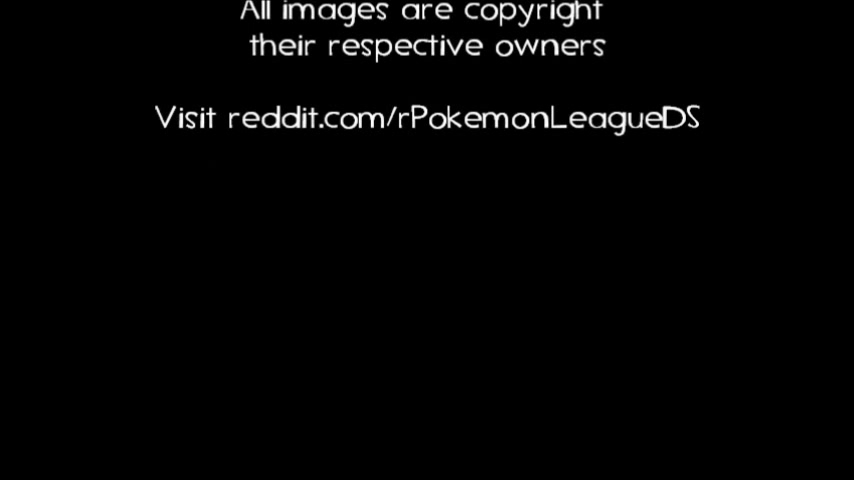 All images are copyright
their respective owners
Visit reddit.com/rPokemonLeagueDS